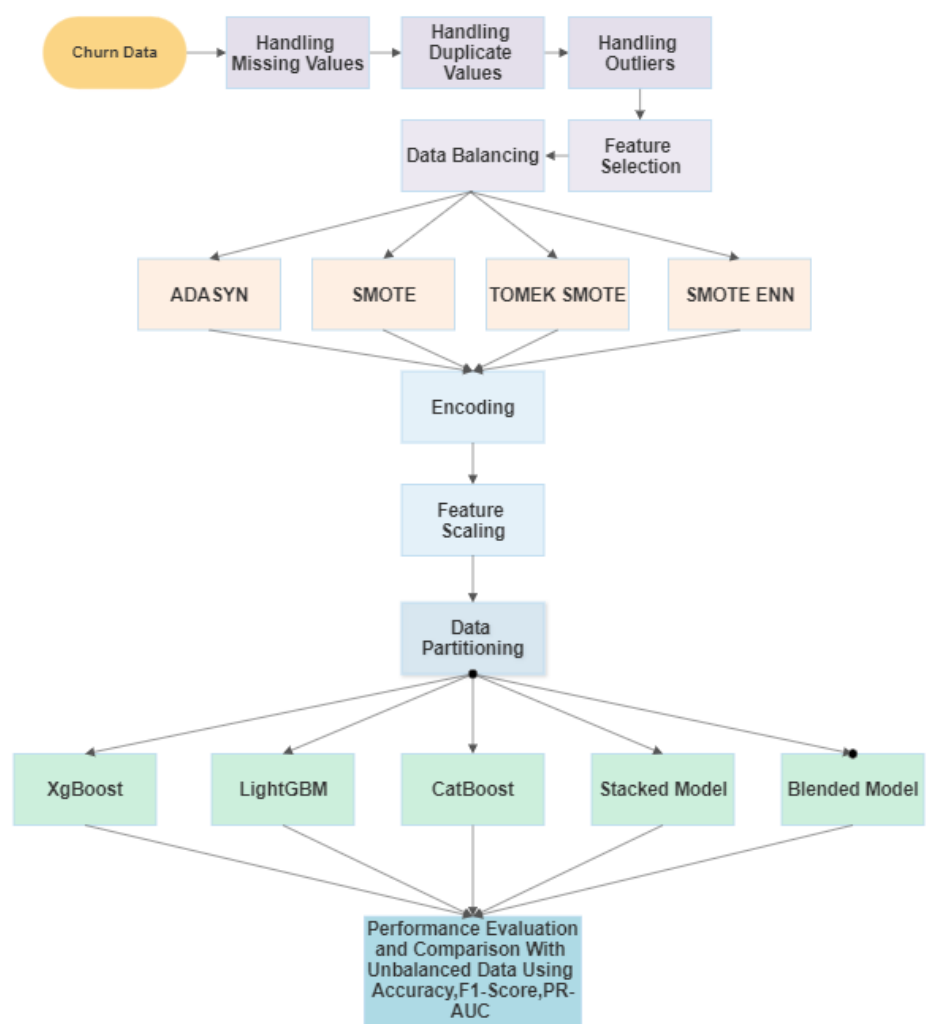 Churn Data
Handling
Missing Values
Handling
Duplicate
Values
Handling
Outliers
Data Balancing
Feature
Selection
ADASYN
SMOTE
TOMEK SMOTE
SMOTE ENN
Encoding
Feature
Scaling
Data
Partitioning
XgBoost
LightGBM
CatBoost
Stacked Model
Blended Model
Performance Evaluation
and Comparison With
Unbalanced Data Using
Accuracy,F1-Score,PR-
AUC